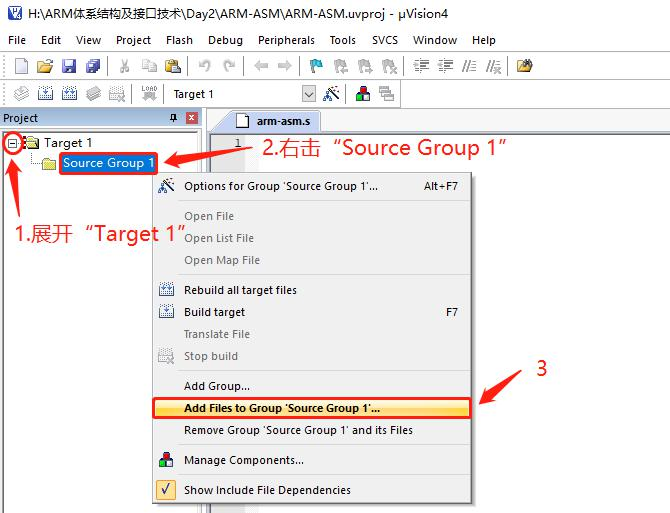 H:\ARM体系结构及接口技术\Day2\ARM-ASM\ARM-ASM.uvproj - µVision4
File Edit View Project Flash Debug Peripherals Tools SVCS Window Help
LOAD Target 1
Project
arm-asm.s
Target 1
1
Source Group 1
2.右击“Source Group 1”
1.展开“Target 1”
Options for Group 'Source Group 1'... Alt+F7
Open File
Open List File
Open Map File
Rebuild all target files
Build target F7
Translate File
Stop build
Add Group...
Add Files to Group 'Source Group 1'...
3
Remove Group 'Source Group 1' and its Files
Manage Components...
Show Include File Dependencies